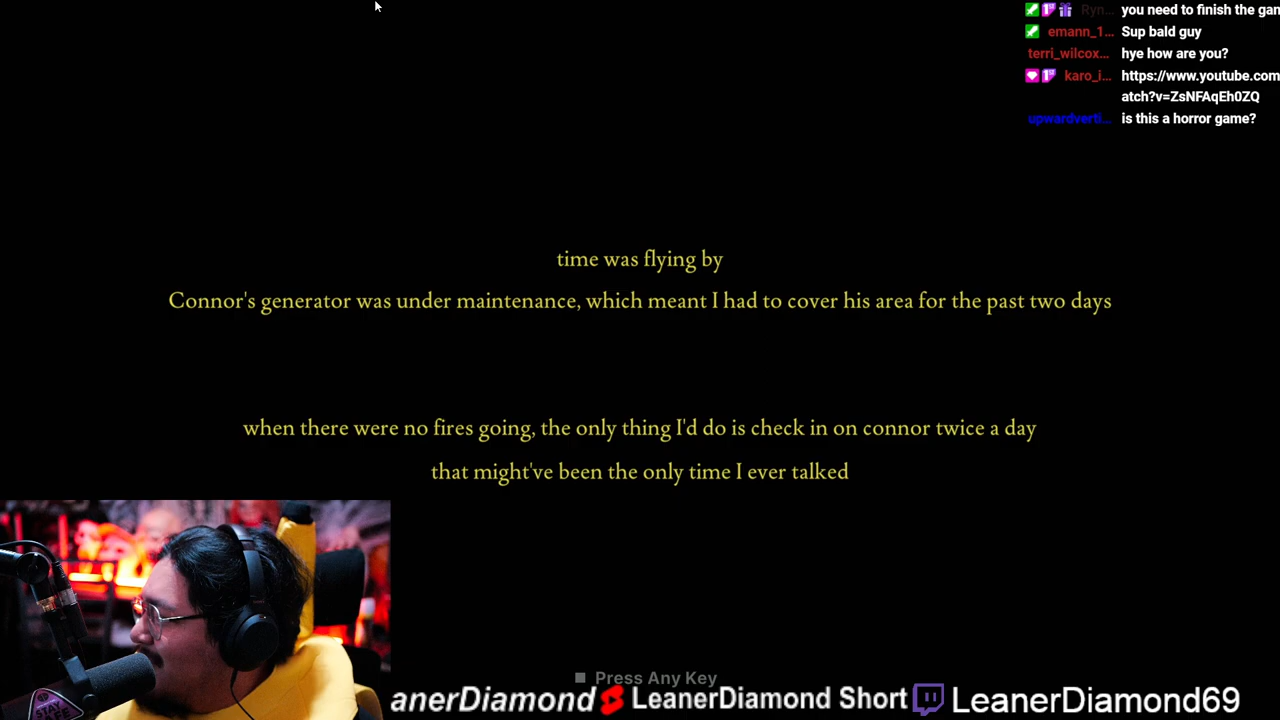 Ryn... you need to finish the gan
emann_1... Sup bald guy
terri_wilcox... hye how are you?
karo_i... https://www.youtube.com
atch?v=ZsNFAqEh0ZQ
upwardverti... is this a horror game?
time was flying by
Connor's generator was under maintenance, which meant I had to cover his area for the past two days
when there were no fires going, the only thing I'd do is check in on connor twice a day
that might've been the only time I ever talked
Press Any Key
anerDiamond LeanerDiamond Short LeanerDiamond69
STAY